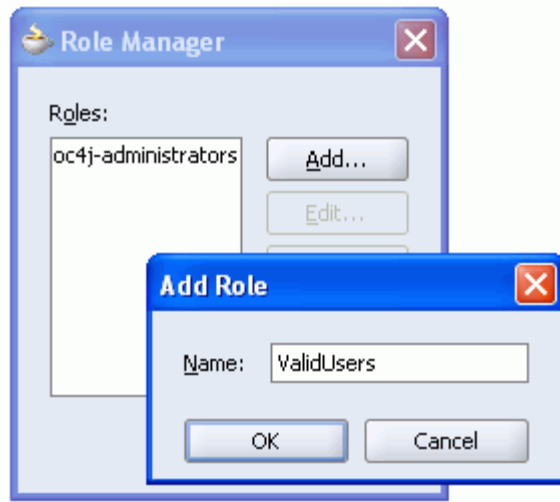 Role Manager
Roles:
oc4j-administrators
Add...
Edit...
Add Role
Name: ValidUsers
OK Cancel